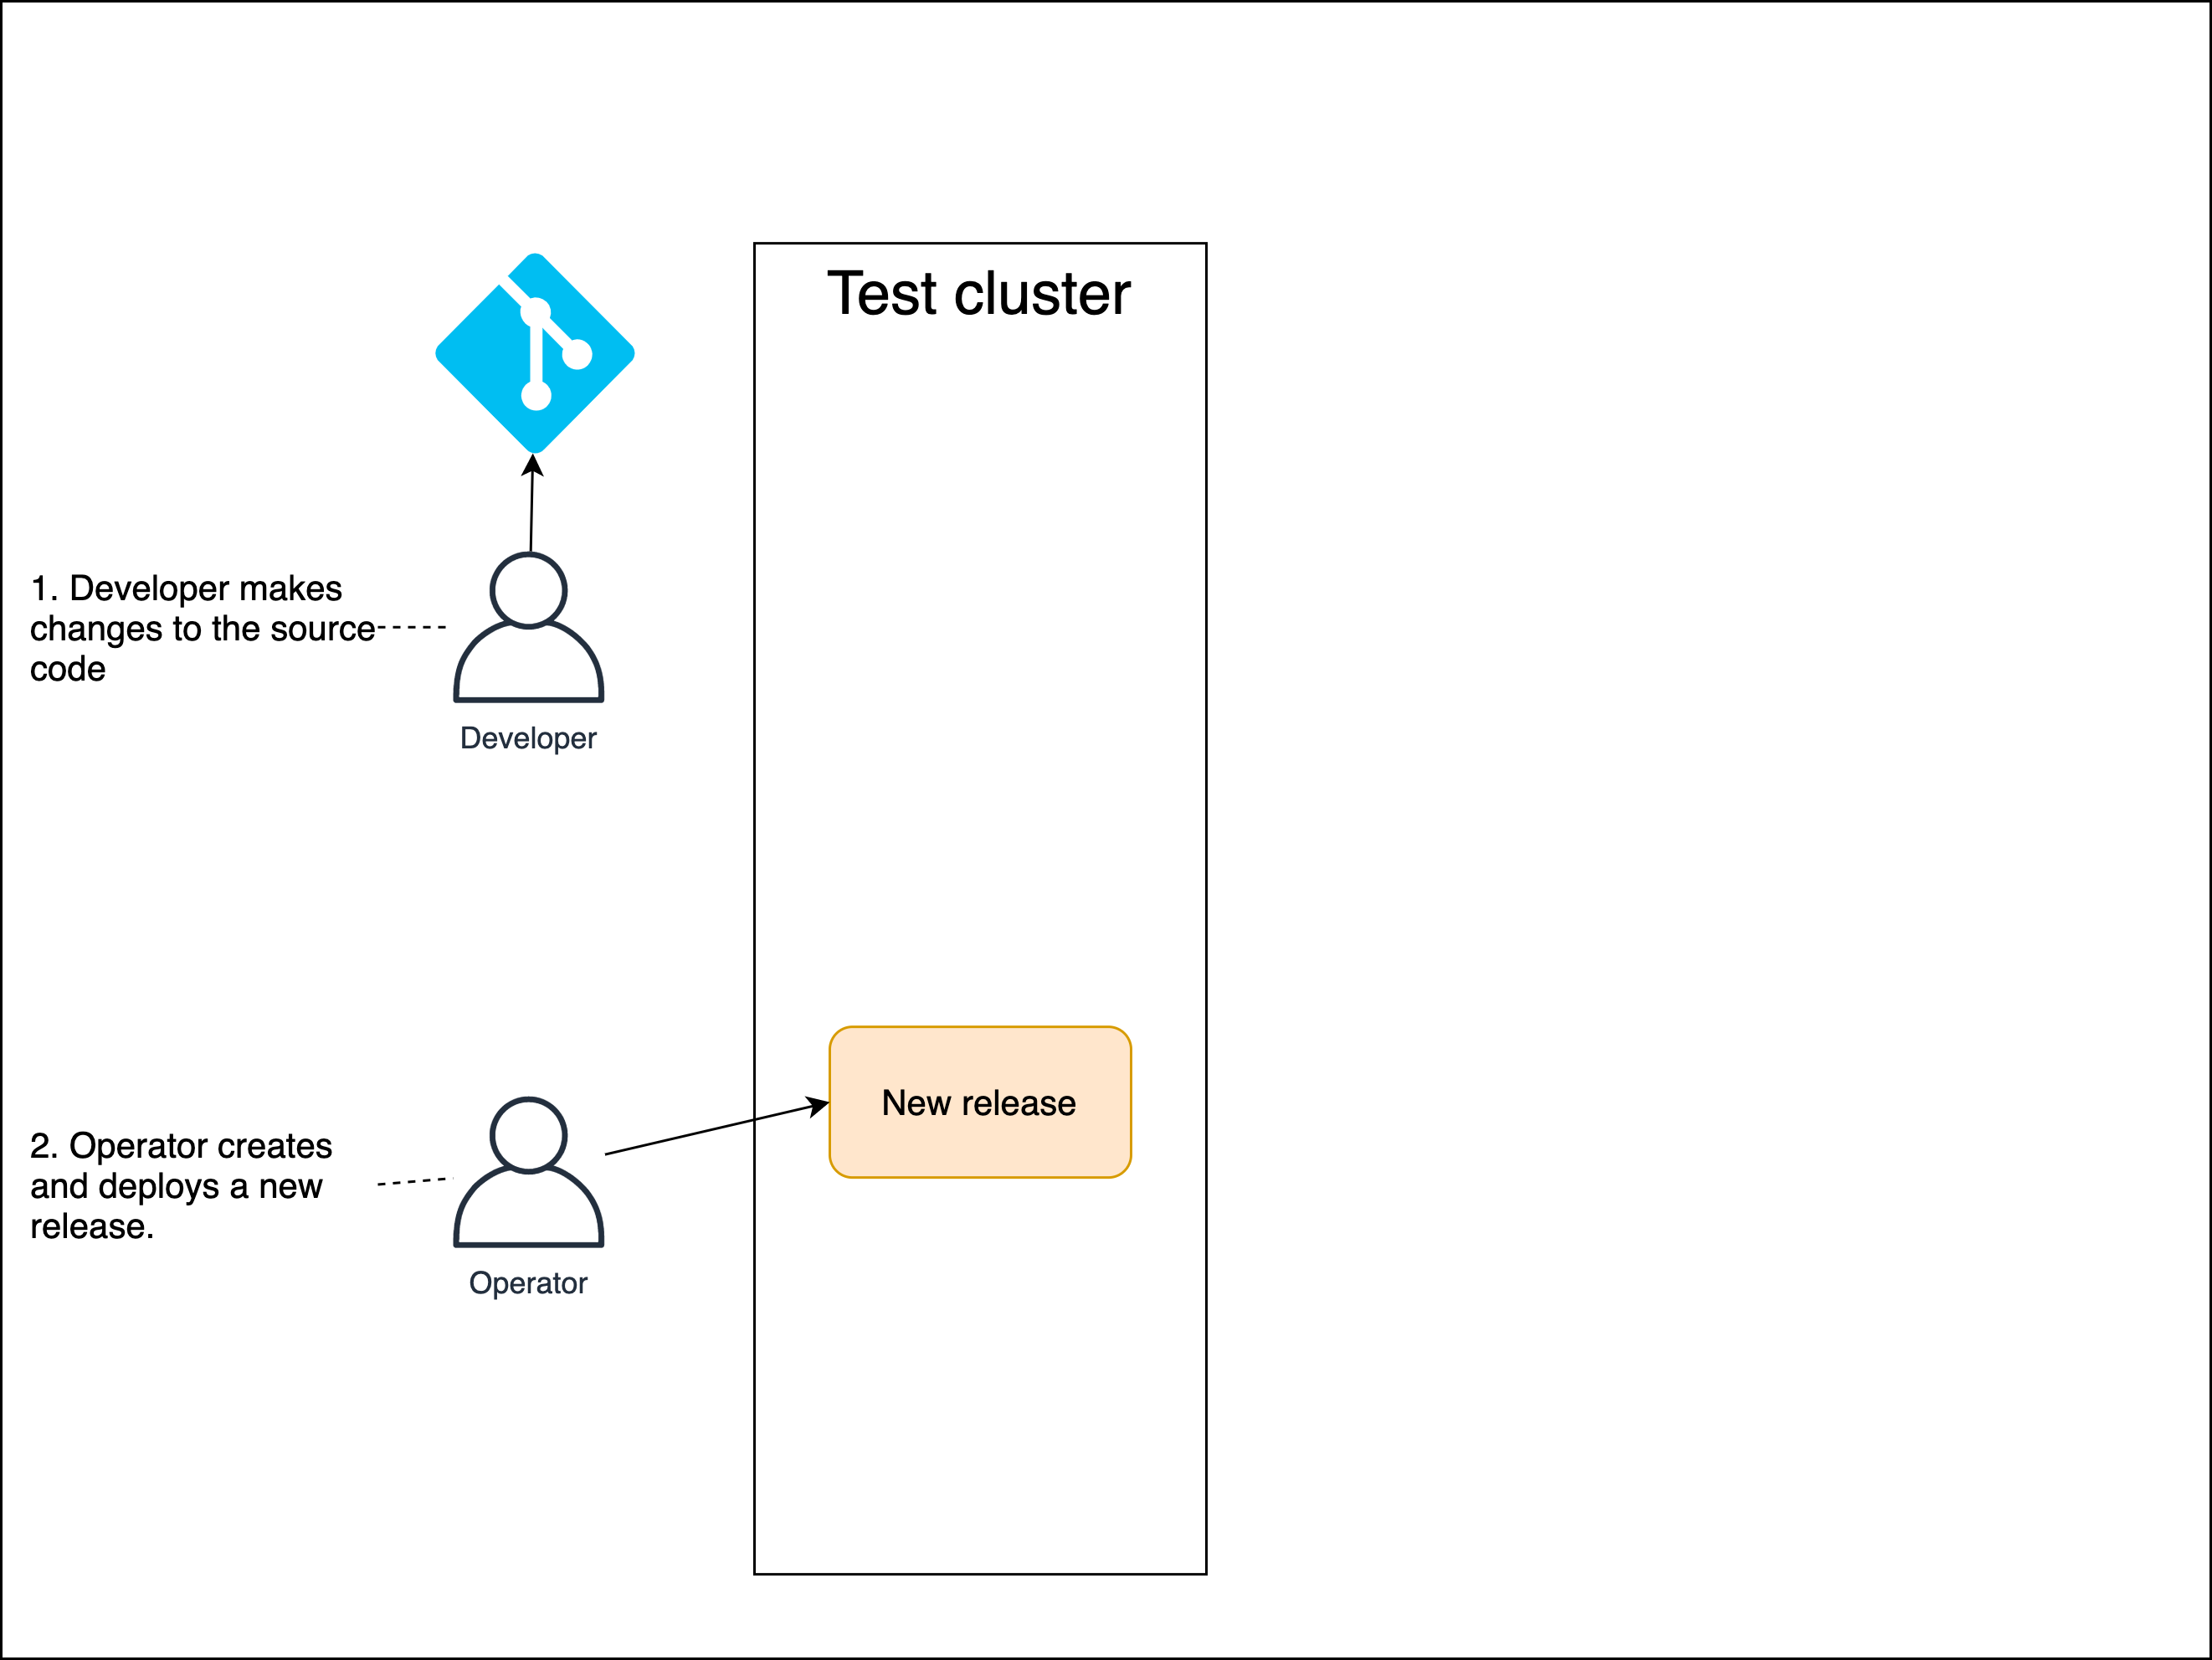 Test cluster
1. Developer makes
changes to the source
code
Developer
New release
2. Operator creates
and deploys a new
release.
Operator